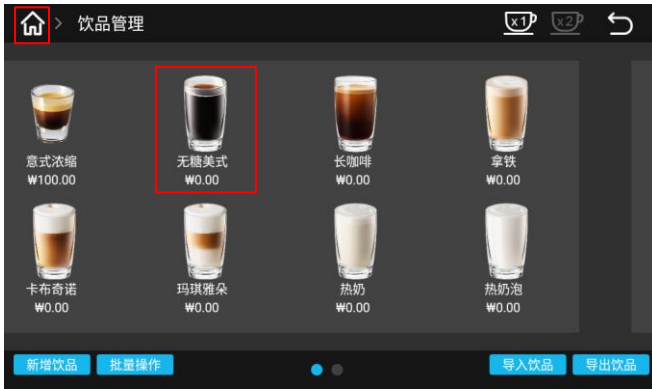 > 饮品管理
x1
x2
意式浓缩
₩100.00
无糖美式
₩0.00
长咖啡
₩0.00
拿铁
₩0.00
卡布奇诺
₩0.00
玛琪雅朵
₩0.00
热奶
₩0.00
热奶泡
₩0.00
新增饮品
批量操作
导入饮品
导出饮品